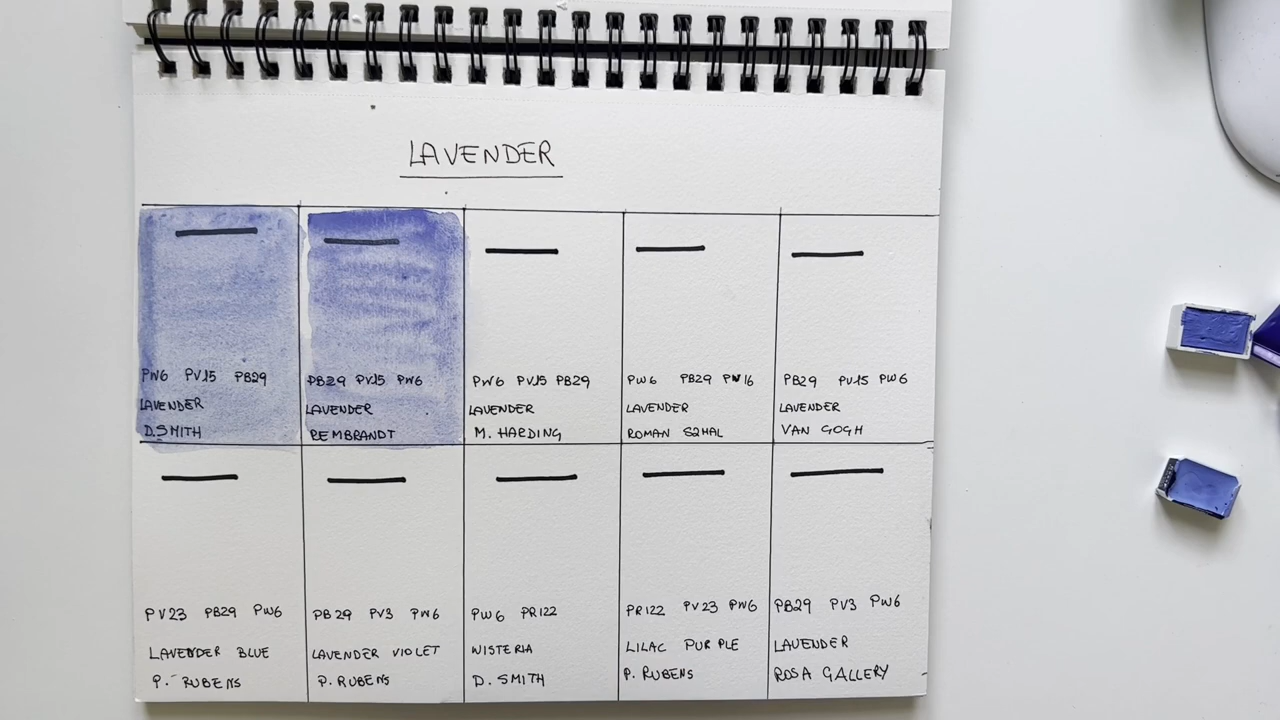 LAVENDER
PW6 PV15 PB29
LAVENDER
D.SMITH
PB29 PV15 PW6
LAVENDER
REMBRANDT
PW6 PV15 PB29
LAVENDER
M. HARDING
PW6 PB29 PW16
LAVENDER
ROMAN SZMAL
PB29 PV15 PW6
LAVENDER
VAN GOGH
PV23 PB29 PW6
LAVENDER BLUE
P. RUBENS
PB29 PV3 PW6
LAVENDER VIOLET
P. RUBENS
PW6 PR122
WISTERIA
D. SMITH
PR122 PV23 PW6
LILAC PURPLE
P. RUBENS
PB29 PV3 PW6
LAVENDER
ROSA GALLERY